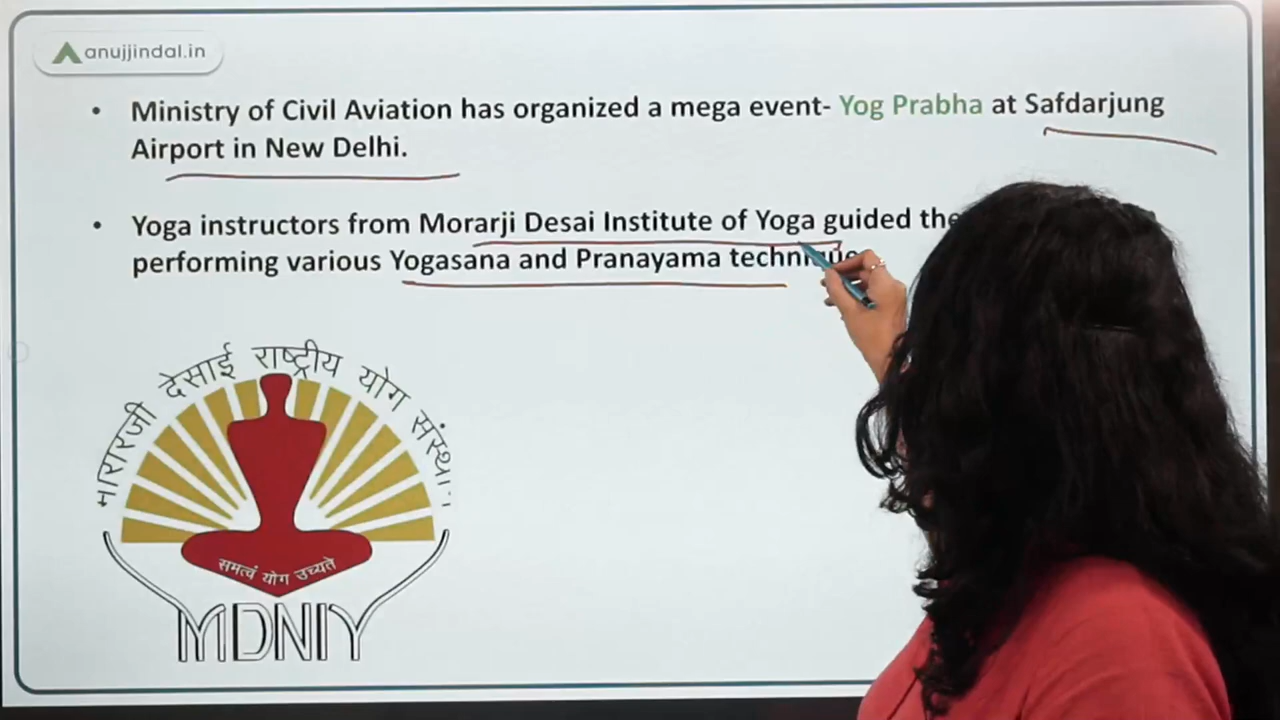 anujjindal.in
• Ministry of Civil Aviation has organized a mega event- Yog Prabha at Safdarjung
Airport in New Delhi.
• Yoga instructors from Morarji Desai Institute of Yoga guided the
performing various Yogasana and Pranayama technique
मोरारजी देसाई राष्ट्रीय योग संस्थान
समत्वं योग उच्यते
MDNIY